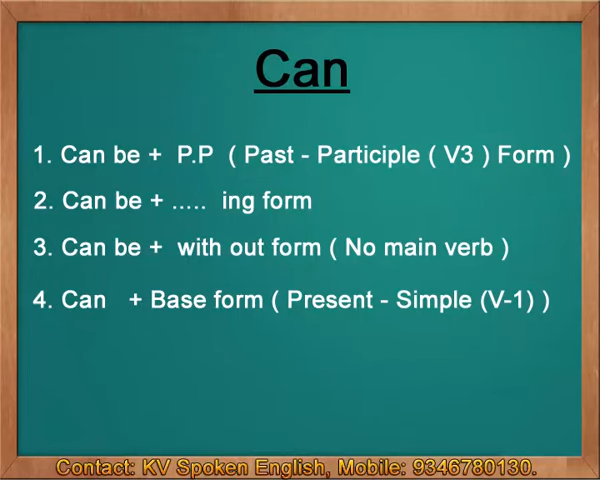 Can
1. Can be + P.P ( Past - Participle ( V3 ) Form )
2. Can be + ..... ing form
3. Can be + with out form ( No main verb )
4. Can + Base form ( Present - Simple (V-1) )
Contact: KV Spoken English, Mobile: 9346780130.